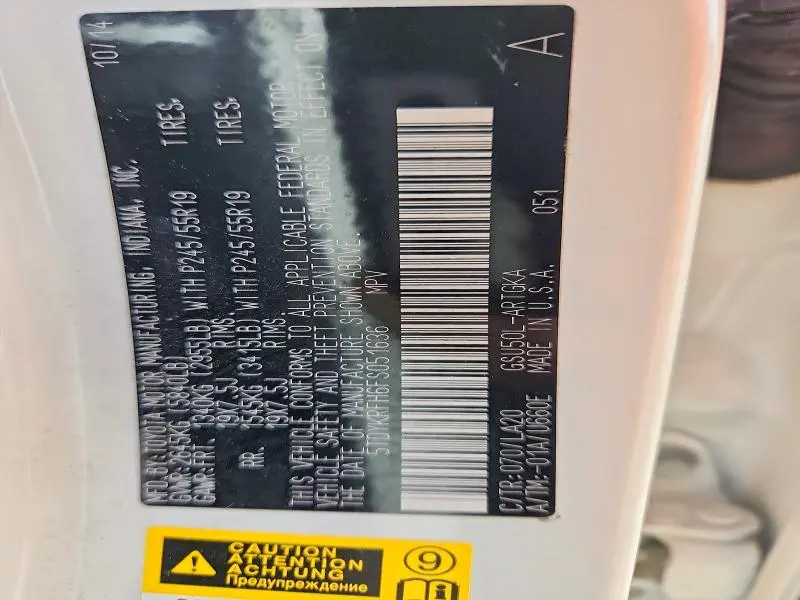 MFD.BY:TOYOTA MOTOR MANUFACTURING, INDIANA, INC. 10/14
GVWR:2645KG (5840LB)
GAWR:FRT. 1340KG (2955LB) WITH P245/55R19 TIRES,
19X7.5J RIMS.
RR. 1545KG (3415LB) WITH P245/55R19 TIRES,
19X7.5J RIMS.
THIS VEHICLE CONFORMS TO ALL APPLICABLE FEDERAL MOTOR
VEHICLE SAFETY AND THEFT PREVENTION STANDARDS IN EFFECT ON
THE DATE OF MANUFACTURE SHOWN ABOVE.
5TDYKRFH6FS051636 MPV
C/TR:070/LA20 GSU50L-ARTGKA 051
A/TM:-01A/U660E MADE IN U.S.A. A
CAUTION
ATTENTION
ACHTUNG
Предупреждение
9